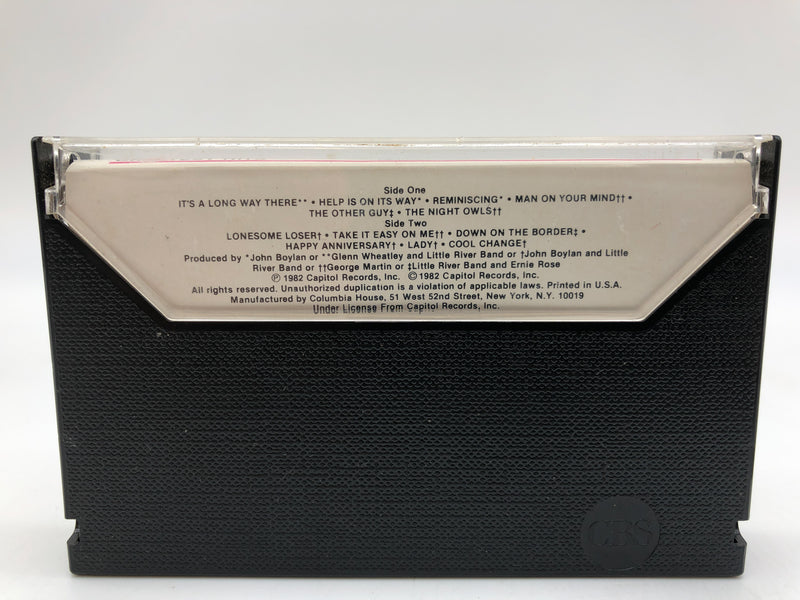 Side One
IT'S A LONG WAY THERE** • HELP IS ON ITS WAY* • REMINISCING* • MAN ON YOUR MIND†† •
THE OTHER GUY‡ • THE NIGHT OWLS††
Side Two
LONESOME LOSER† • TAKE IT EASY ON ME†† • DOWN ON THE BORDER‡ •
HAPPY ANNIVERSARY† • LADY† • COOL CHANGE†
Produced by *John Boylan or **Glenn Wheatley and Little River Band or †John Boylan and Little
River Band or ††George Martin or ‡Little River Band and Ernie Rose
℗ 1982 Capitol Records, Inc. ©1982 Capitol Records, Inc.
All rights reserved. Unauthorized duplication is a violation of applicable laws. Printed in U.S.A.
Manufactured by Columbia House, 51 West 52nd Street, New York, N.Y. 10019
Under License From Capitol Records, Inc.
CBS